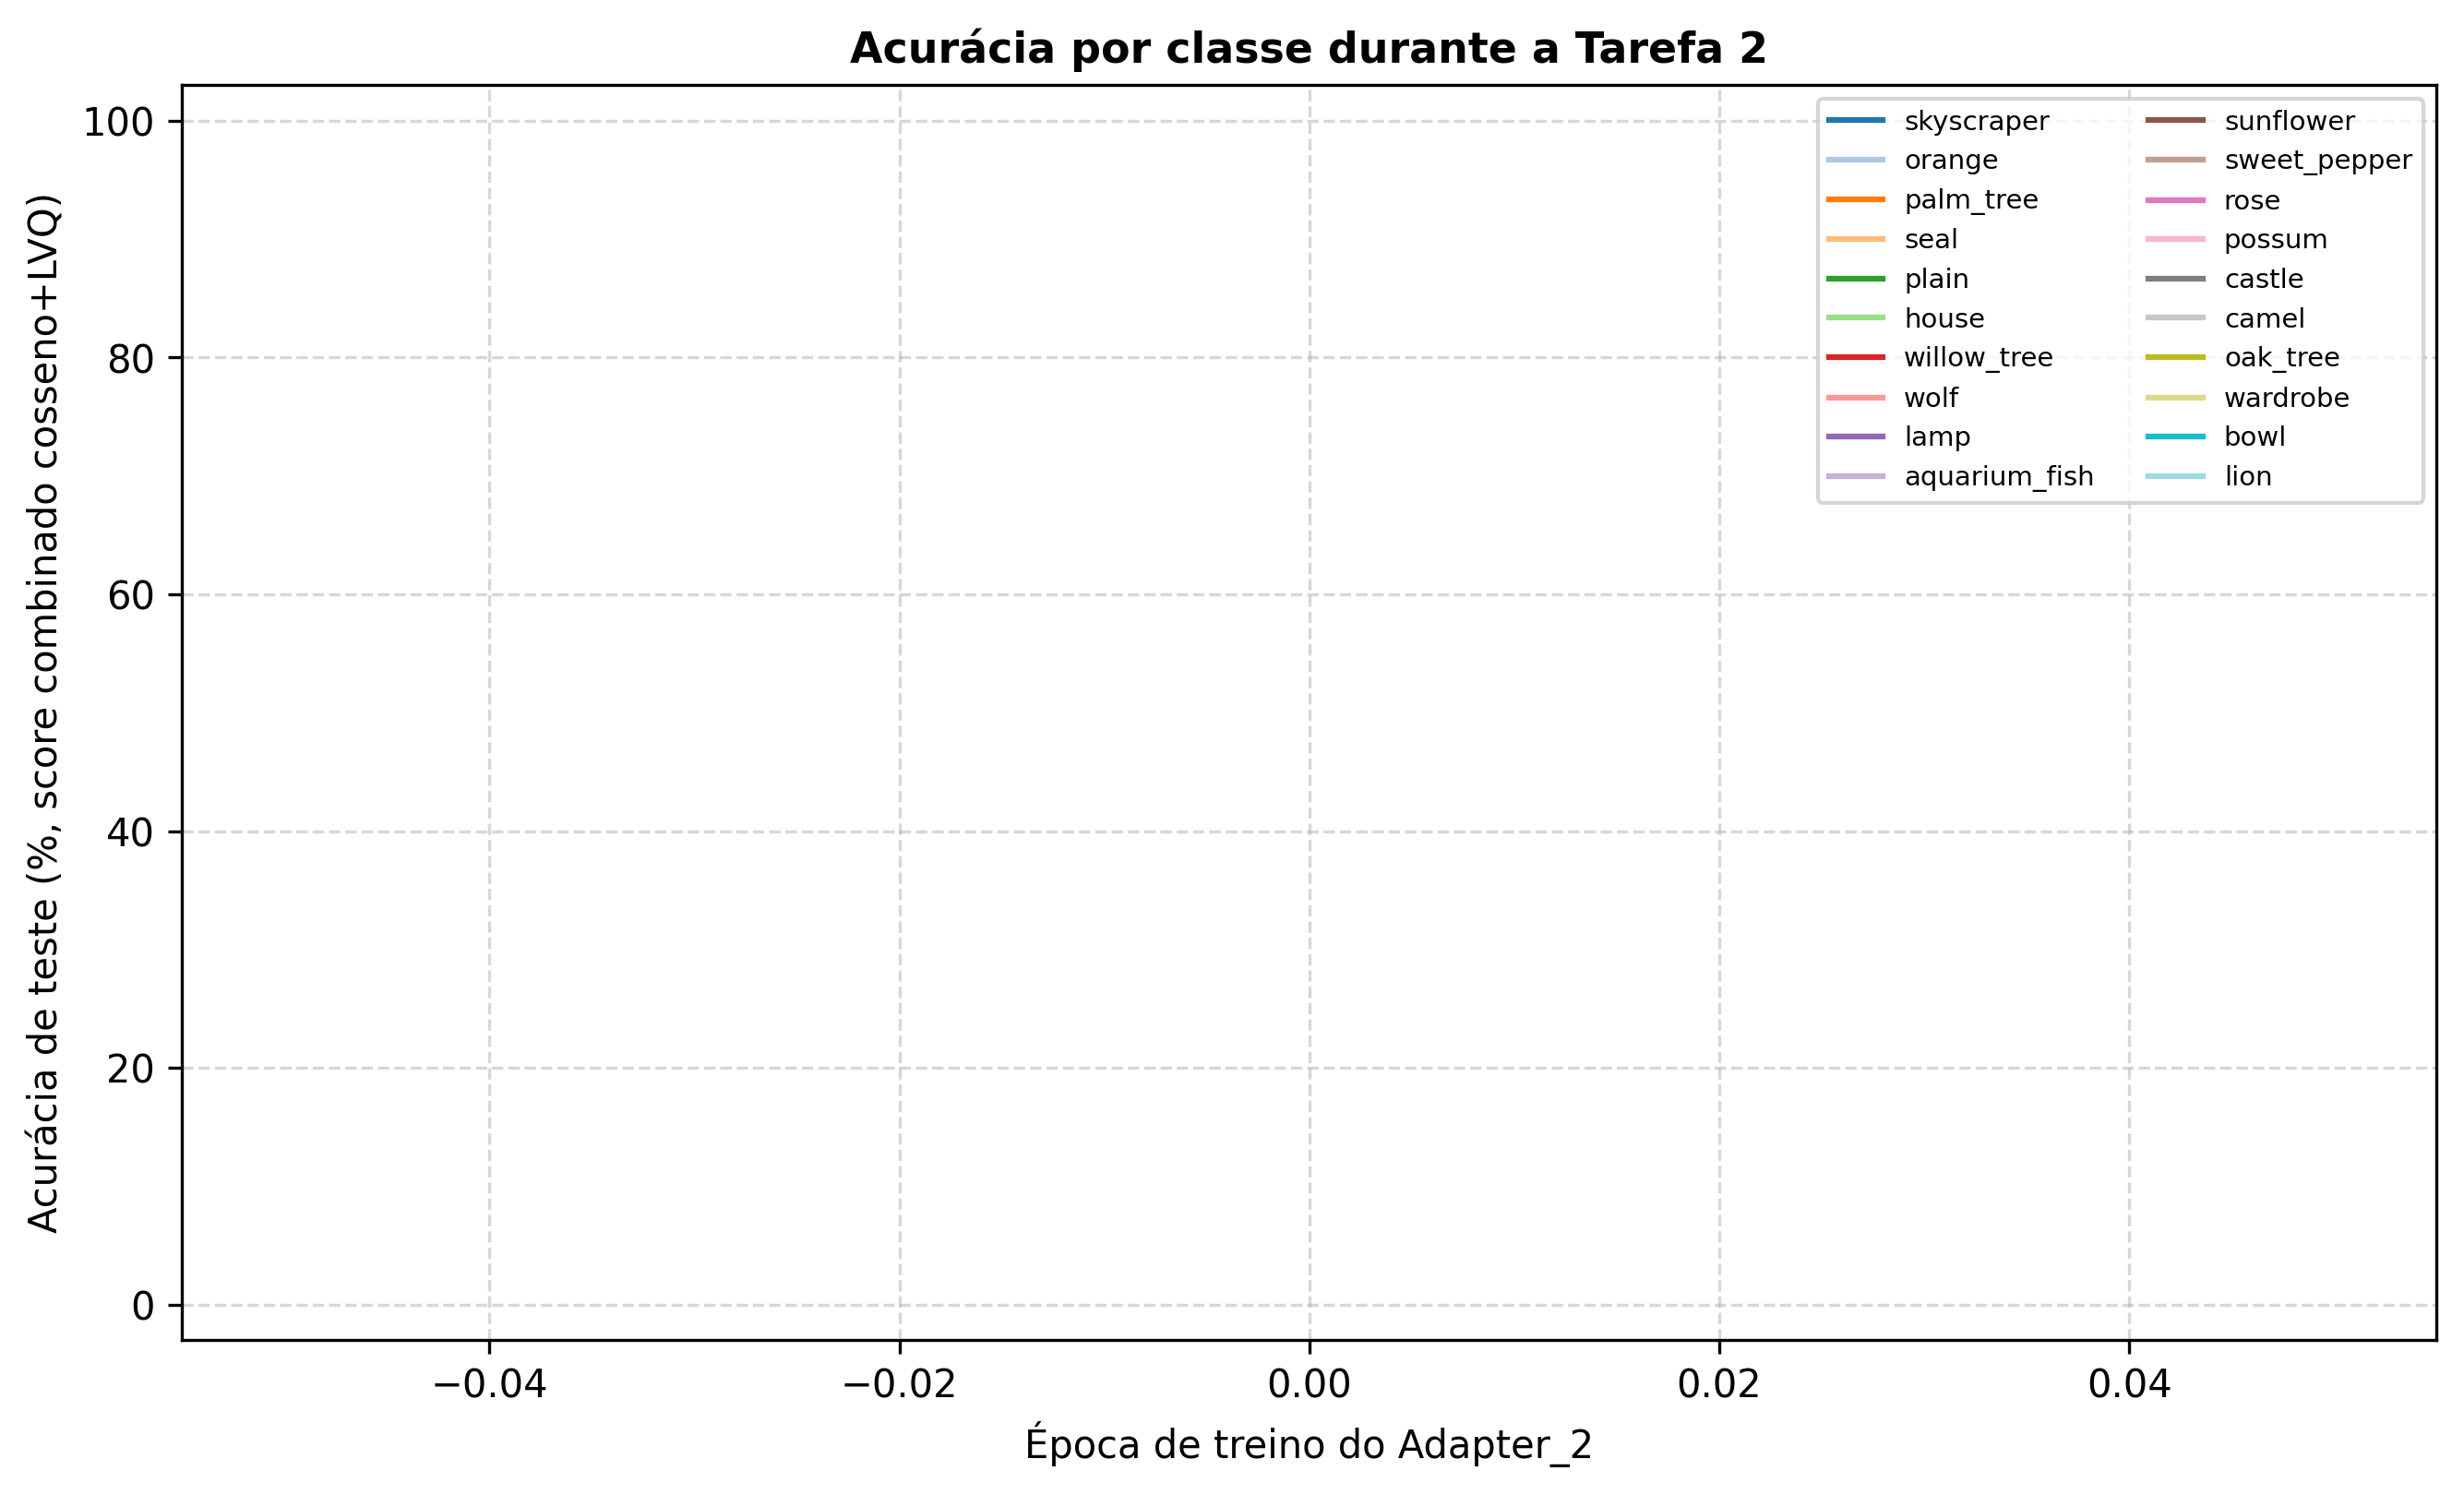 Acurácia por classe durante a Tarefa 2
Acurácia de teste (%, score combinado cosseno+LVQ)
100
80
60
40
20
0
skyscraper
orange
palm_tree
seal
plain
house
willow_tree
wolf
lamp
aquarium_fish
sunflower
sweet_pepper
rose
possum
castle
camel
oak_tree
wardrobe
bowl
lion
−0.04
−0.02
0.00
0.02
0.04
Época de treino do Adapter_2